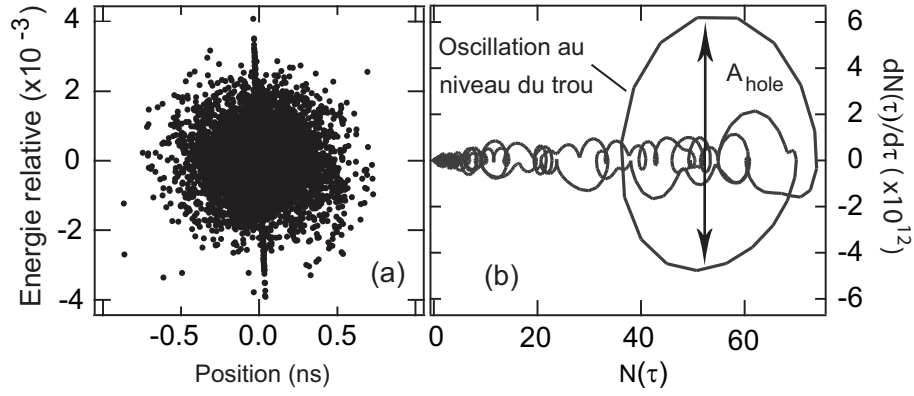 Energie relative (x10 -3)
4
2
0
-2
-4
-0.5
0.0
0.5
Position (ns)
(a)
Oscillation au
niveau du trou
A_hole
(b)
0
20
40
60
N(τ)
6
4
2
0
-2
-4
-6
dN(τ)/dτ ( x10^12)